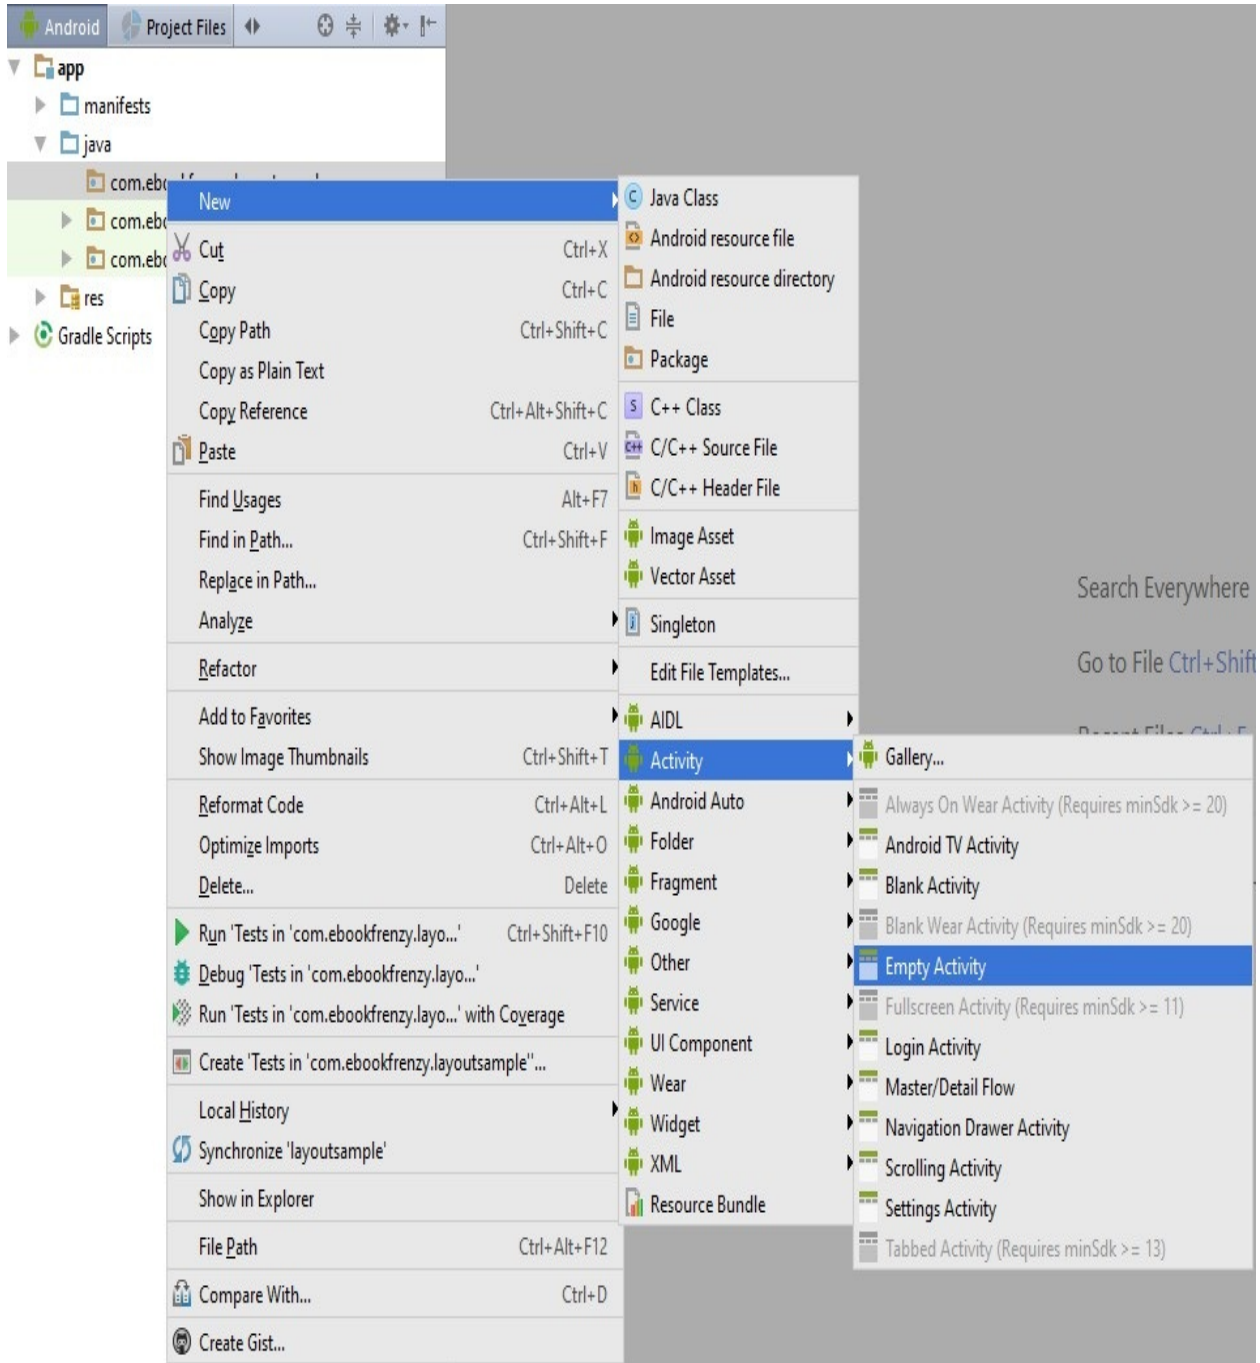 Android Project Files
app
manifests
java
com.ebo
com.ebo
com.ebo
res
Gradle Scripts
New
Cut Ctrl+X
Copy Ctrl+C
Copy Path Ctrl+Shift+C
Copy as Plain Text
Copy Reference Ctrl+Alt+Shift+C
Paste Ctrl+V
Find Usages Alt+F7
Find in Path... Ctrl+Shift+F
Replace in Path...
Analyze
Refactor
Add to Favorites
Show Image Thumbnails Ctrl+Shift+T
Reformat Code Ctrl+Alt+L
Optimize Imports Ctrl+Alt+O
Delete... Delete
Run 'Tests in 'com.ebookfrenzy.layo...' Ctrl+Shift+F10
Debug 'Tests in 'com.ebookfrenzy.layo...'
Run 'Tests in 'com.ebookfrenzy.layo...' with Coverage
Create 'Tests in 'com.ebookfrenzy.layoutsample''...
Local History
Synchronize 'layoutsample'
Show in Explorer
File Path Ctrl+Alt+F12
Compare With... Ctrl+D
Create Gist...
Java Class
Android resource file
Android resource directory
File
Package
C++ Class
C/C++ Source File
C/C++ Header File
Image Asset
Vector Asset
Singleton
Edit File Templates...
AIDL
Activity
Android Auto
Folder
Fragment
Google
Other
Service
UI Component
Wear
Widget
XML
Resource Bundle
Gallery...
Always On Wear Activity (Requires minSdk >= 20)
Android TV Activity
Blank Activity
Blank Wear Activity (Requires minSdk >= 20)
Empty Activity
Fullscreen Activity (Requires minSdk >= 11)
Login Activity
Master/Detail Flow
Navigation Drawer Activity
Scrolling Activity
Settings Activity
Tabbed Activity (Requires minSdk >= 13)
Search Everywhere
Go to File Ctrl+Shift